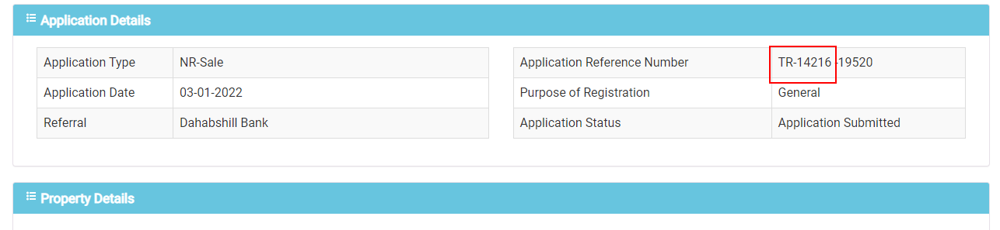 Application Details
Application Type NR-Sale Application Reference Number TR-14216 -19520
Application Date 03-01-2022 Purpose of Registration General
Referral Dahabshill Bank Application Status Application Submitted
Property Details